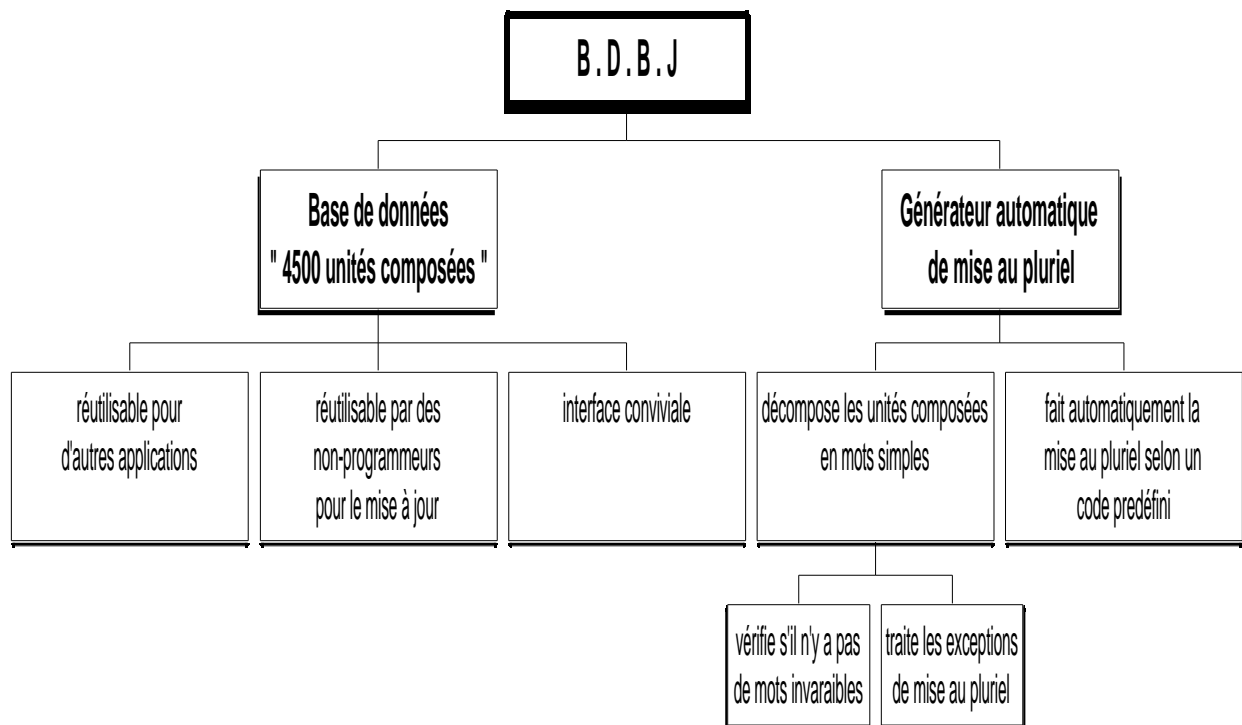 B.D.B.J
Base de données
" 4500 unités composées "
Générateur automatique
de mise au pluriel
réutilisable pour
d'autres applications
réutilisable par des
non-programmeurs
pour le mise à jour
interface conviviale
décompose les unités composées
en mots simples
fait automatiquement la
mise au pluriel selon un
code predéfini
vérifie s'il n'y a pas
de mots invaraibles
traite les exceptions
de mise au pluriel